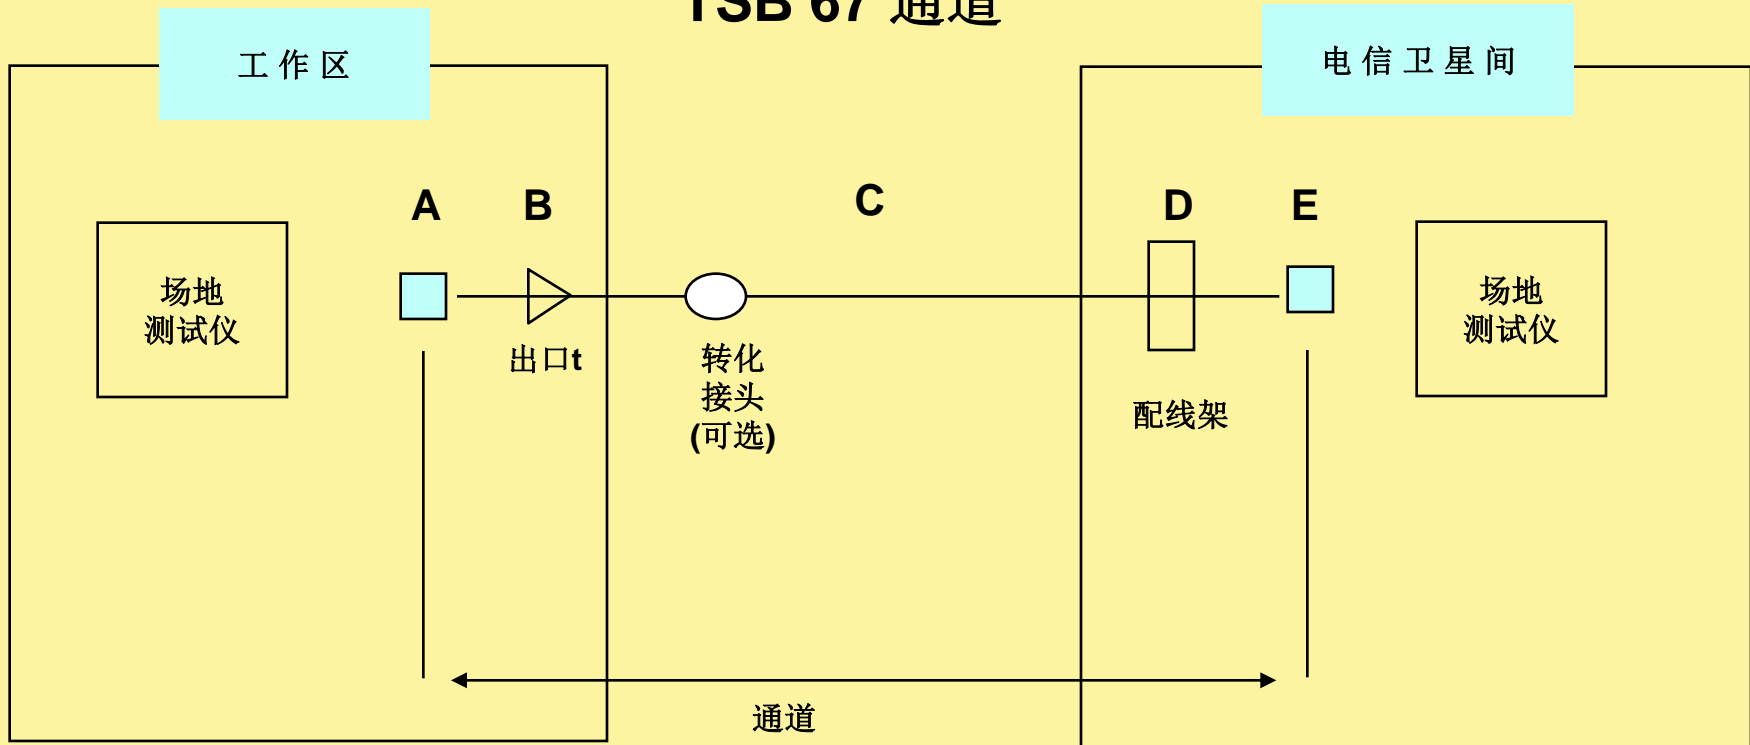 TSB 67 通道
工作区
电信卫星间
A
B
C
D
E
场地
测试仪
出口t
转化
接头
(可选)
配线架
场地
测试仪
通道